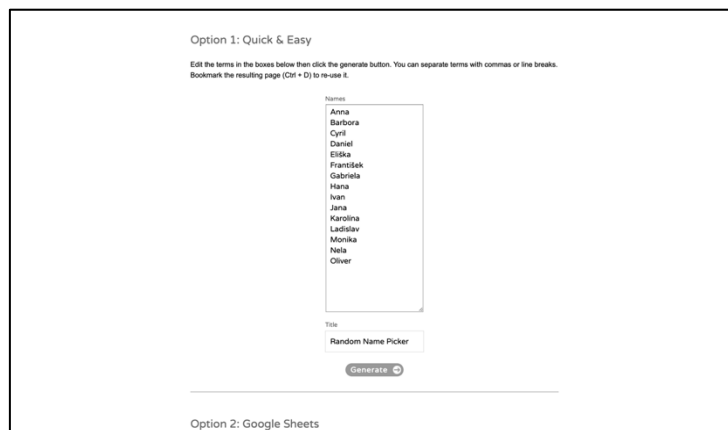 Option 1: Quick & Easy
Edit the terms in the boxes below then click the generate button. You can separate terms with commas or line breaks.
Bookmark the resulting page (Ctrl + D) to re-use it.
Names
Anna
Barbora
Cyril
Daniel
Eliška
František
Gabriela
Hana
Ivan
Jana
Karolína
Ladislav
Monika
Nela
Oliver
Title
Random Name Picker
Generate
Option 2: Google Sheets